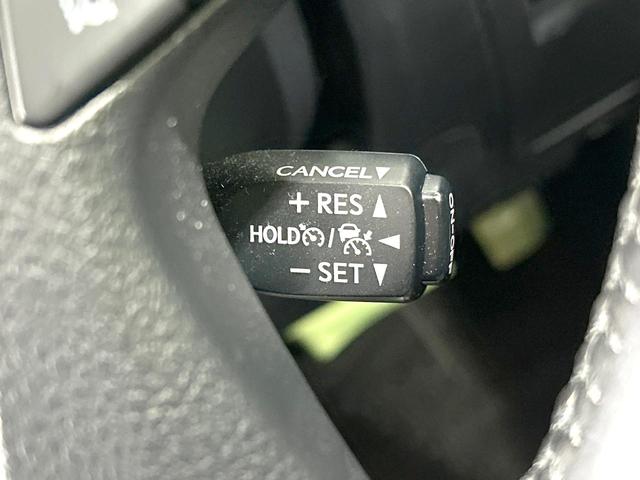 CANCEL▼
+ RES ▲
HOLD / ◄
− SET ▼
ON-OFF